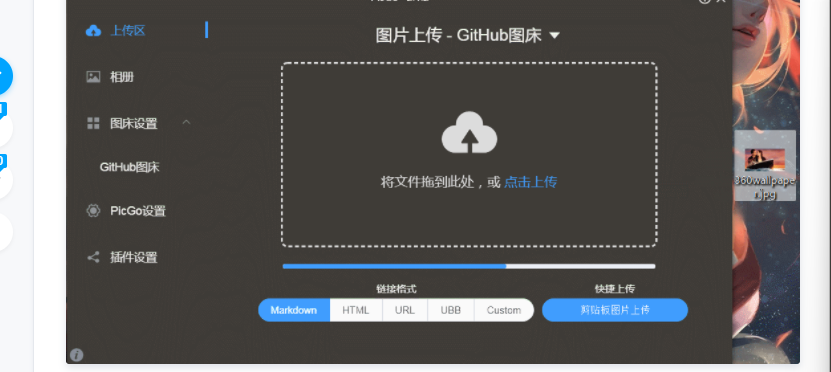 上传区
图片上传 - GitHub图床
相册
图床设置
GitHub图床
将文件拖到此处，或 点击上传
360wallpape
r.jpg
PicGo设置
插件设置
链接格式
快捷上传
Markdown
HTML
URL
UBB
Custom
剪贴板图片上传